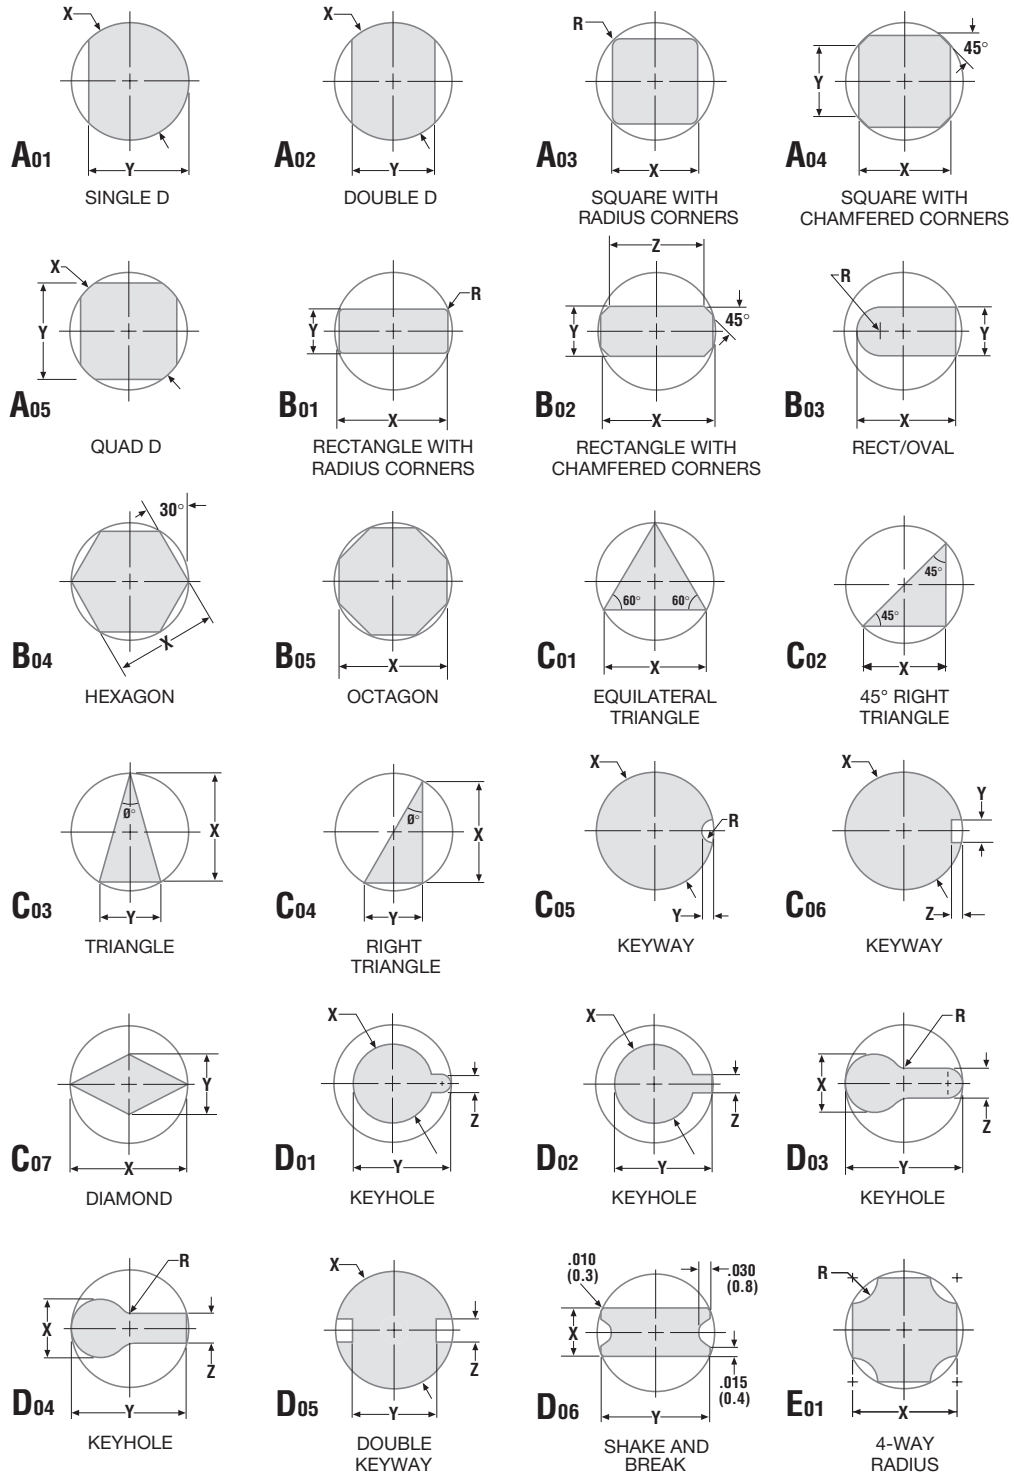 X
Y
A01
SINGLE D
X
Y
A02
DOUBLE D
R
X
A03
SQUARE WITH
RADIUS CORNERS
45°
Y
X
A04
SQUARE WITH
CHAMFERED CORNERS
X
Y
A05
QUAD D
R
Y
X
B01
RECTANGLE WITH
RADIUS CORNERS
Z
Y
45°
X
B02
RECTANGLE WITH
CHAMFERED CORNERS
R
Y
X
B03
RECT/OVAL
30°
X
B04
HEXAGON
X
B05
OCTAGON
60° 60°
X
C01
EQUILATERAL
TRIANGLE
45°
45°
X
C02
45° RIGHT
TRIANGLE
Ø°
X
Y
C03
TRIANGLE
Ø°
X
Y
C04
RIGHT
TRIANGLE
X
R
Y
C05
KEYWAY
X
Y
Z
C06
KEYWAY
Y
X
C07
DIAMOND
X
Z
Y
D01
KEYHOLE
X
Z
Y
D02
KEYHOLE
R
X
Z
Y
D03
KEYHOLE
R
X
Z
Y
D04
KEYHOLE
X
Z
Y
D05
DOUBLE
KEYWAY
.010
(0.3)
.030
(0.8)
X
.015
(0.4)
Y
D06
SHAKE AND
BREAK
R
X
E01
4-WAY
RADIUS